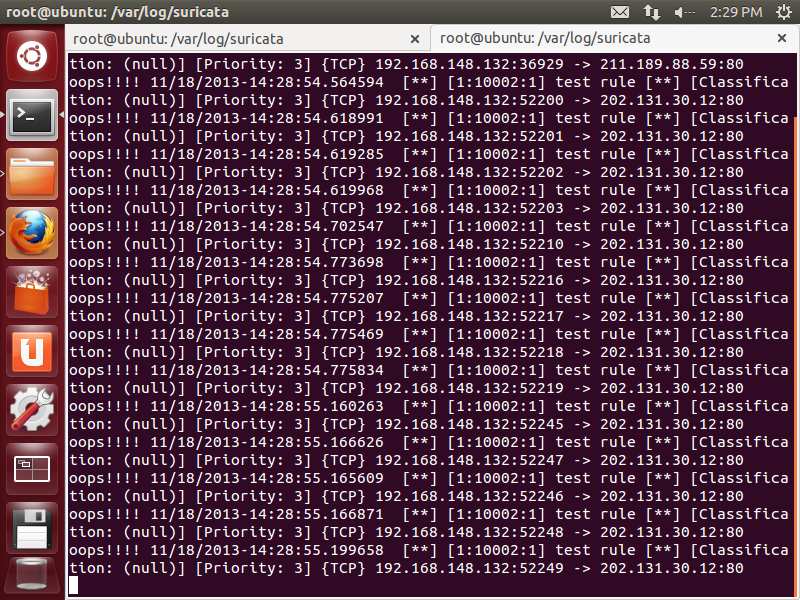 root@ubuntu: /var/log/suricata 2:29 PM
root@ubuntu: /var/log/suricata × root@ubuntu: /var/log/suricata ×
tion: (null)] [Priority: 3] {TCP} 192.168.148.132:36929 -> 211.189.88.59:80
oops!!!! 11/18/2013-14:28:54.564594  [**] [1:10002:1] test rule [**] [Classifica
tion: (null)] [Priority: 3] {TCP} 192.168.148.132:52200 -> 202.131.30.12:80
oops!!!! 11/18/2013-14:28:54.618991  [**] [1:10002:1] test rule [**] [Classifica
tion: (null)] [Priority: 3] {TCP} 192.168.148.132:52201 -> 202.131.30.12:80
oops!!!! 11/18/2013-14:28:54.619285  [**] [1:10002:1] test rule [**] [Classifica
tion: (null)] [Priority: 3] {TCP} 192.168.148.132:52202 -> 202.131.30.12:80
oops!!!! 11/18/2013-14:28:54.619968  [**] [1:10002:1] test rule [**] [Classifica
tion: (null)] [Priority: 3] {TCP} 192.168.148.132:52203 -> 202.131.30.12:80
oops!!!! 11/18/2013-14:28:54.702547  [**] [1:10002:1] test rule [**] [Classifica
tion: (null)] [Priority: 3] {TCP} 192.168.148.132:52210 -> 202.131.30.12:80
oops!!!! 11/18/2013-14:28:54.773698  [**] [1:10002:1] test rule [**] [Classifica
tion: (null)] [Priority: 3] {TCP} 192.168.148.132:52216 -> 202.131.30.12:80
oops!!!! 11/18/2013-14:28:54.775207  [**] [1:10002:1] test rule [**] [Classifica
tion: (null)] [Priority: 3] {TCP} 192.168.148.132:52217 -> 202.131.30.12:80
oops!!!! 11/18/2013-14:28:54.775469  [**] [1:10002:1] test rule [**] [Classifica
tion: (null)] [Priority: 3] {TCP} 192.168.148.132:52218 -> 202.131.30.12:80
oops!!!! 11/18/2013-14:28:54.775834  [**] [1:10002:1] test rule [**] [Classifica
tion: (null)] [Priority: 3] {TCP} 192.168.148.132:52219 -> 202.131.30.12:80
oops!!!! 11/18/2013-14:28:55.160263  [**] [1:10002:1] test rule [**] [Classifica
tion: (null)] [Priority: 3] {TCP} 192.168.148.132:52245 -> 202.131.30.12:80
oops!!!! 11/18/2013-14:28:55.166626  [**] [1:10002:1] test rule [**] [Classifica
tion: (null)] [Priority: 3] {TCP} 192.168.148.132:52247 -> 202.131.30.12:80
oops!!!! 11/18/2013-14:28:55.165609  [**] [1:10002:1] test rule [**] [Classifica
tion: (null)] [Priority: 3] {TCP} 192.168.148.132:52246 -> 202.131.30.12:80
oops!!!! 11/18/2013-14:28:55.166871  [**] [1:10002:1] test rule [**] [Classifica
tion: (null)] [Priority: 3] {TCP} 192.168.148.132:52248 -> 202.131.30.12:80
oops!!!! 11/18/2013-14:28:55.199658  [**] [1:10002:1] test rule [**] [Classifica
tion: (null)] [Priority: 3] {TCP} 192.168.148.132:52249 -> 202.131.30.12:80